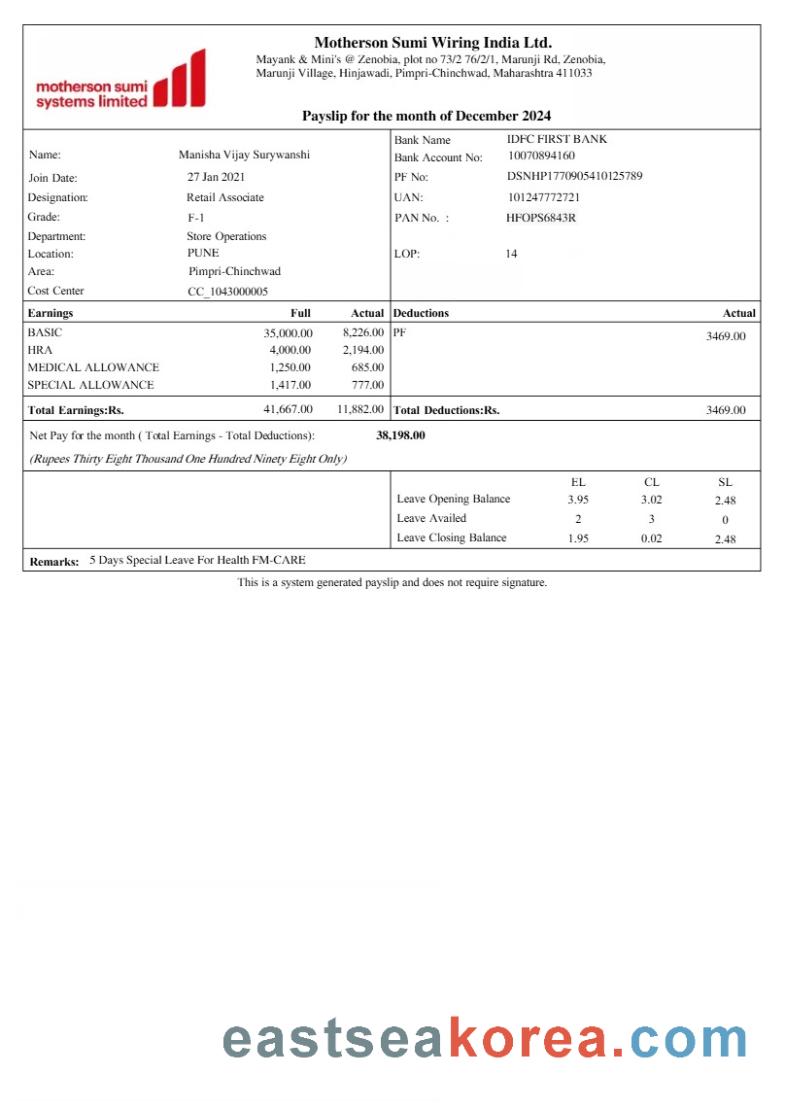 Motherson Sumi Wiring India Ltd.
Mayank & Mini's @ Zenobia, plot no 73/2 76/2/1, Marunji Rd, Zenobia,
Marunji Village, Hinjawadi, Pimpri-Chinchwad, Maharashtra 411033
motherson sumi
systems limited
Payslip for the month of December 2024
Name: Manisha Vijay Surywanshi
Join Date: 27 Jan 2021
Designation: Retail Associate
Grade: F-1
Department: Store Operations
Location: PUNE
Area: Pimpri-Chinchwad
Cost Center CC_1043000005
Bank Name IDFC FIRST BANK
Bank Account No: 10070894160
PF No: DSNHP1770905410125789
UAN: 101247772721
PAN No. : HFOPS6843R
LOP: 14
Earnings Full Actual Deductions Actual
BASIC 35,000.00 8,226.00 PF 3469.00
HRA 4,000.00 2,194.00
MEDICAL ALLOWANCE 1,250.00 685.00
SPECIAL ALLOWANCE 1,417.00 777.00
Total Earnings:Rs. 41,667.00 11,882.00 Total Deductions:Rs. 3469.00
Net Pay for the month ( Total Earnings - Total Deductions): 38,198.00
(Rupees Thirty Eight Thousand One Hundred Ninety Eight Only)
EL CL SL
Leave Opening Balance 3.95 3.02 2.48
Leave Availed 2 3 0
Leave Closing Balance 1.95 0.02 2.48
Remarks: 5 Days Special Leave For Health FM-CARE
This is a system generated payslip and does not require signature.
eastseakorea.com